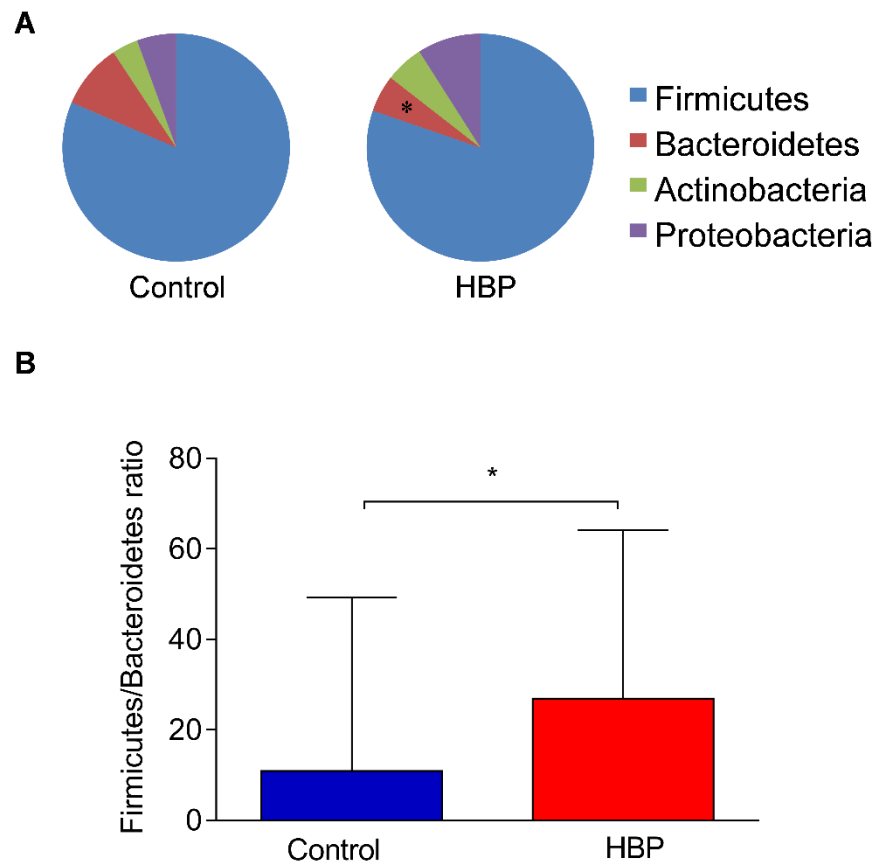 A
*
Control
HBP
Firmicutes
Bacteroidetes
Actinobacteria
Proteobacteria
B
Firmicutes/Bacteroidetes ratio
80
60
40
20
0
*
Control
HBP